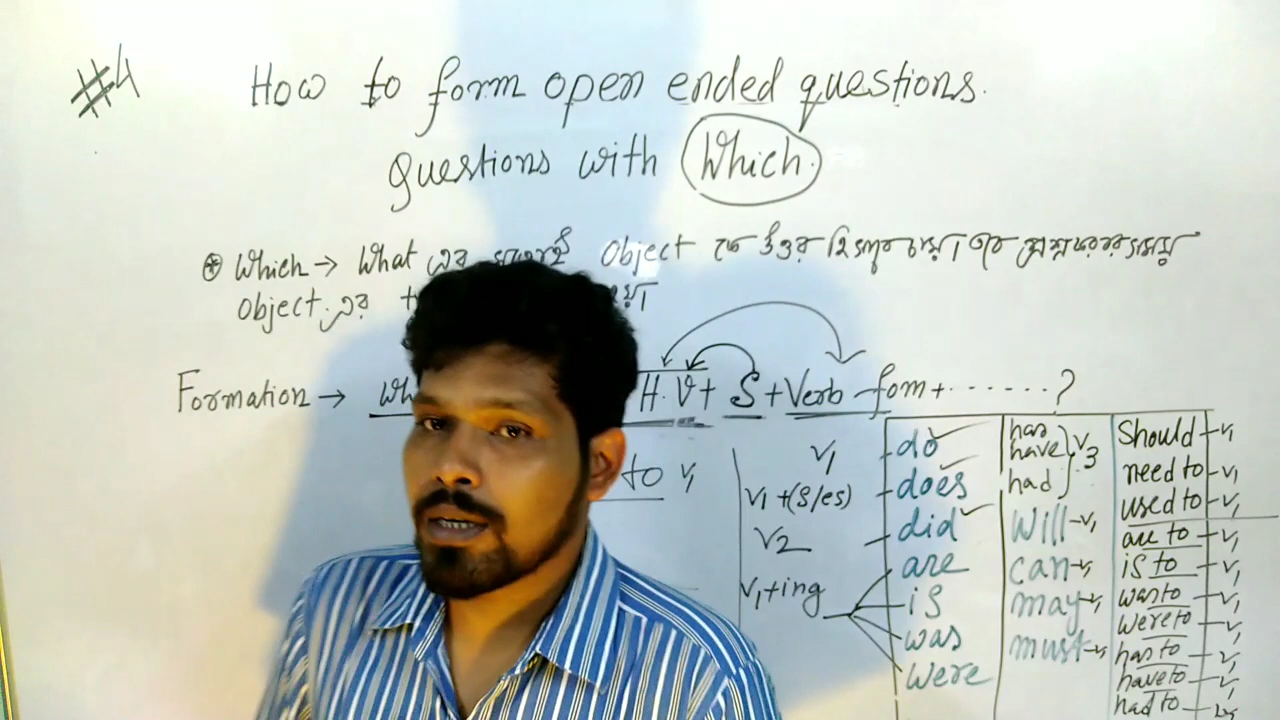 #4
How to form open ended questions.
Questions with Which.
Which → What এর Object কে উত্তর হিসেবে চায়। তবে প্রশ্ন করার সময়
Object এর
Formation → Wh H.V + S + Verb fom + ......?
to V1
V1
V1 + (S/es)
V2
V1+ing
do
does
did
are
is
was
were
has
have
had
V3
will - V1
can - V1
may - V1
must - V1
Should - V1
need to - V1
used to - V1
are to - V1
is to - V1
was to - V1
were to - V1
has to - V1
have to - V1
had to